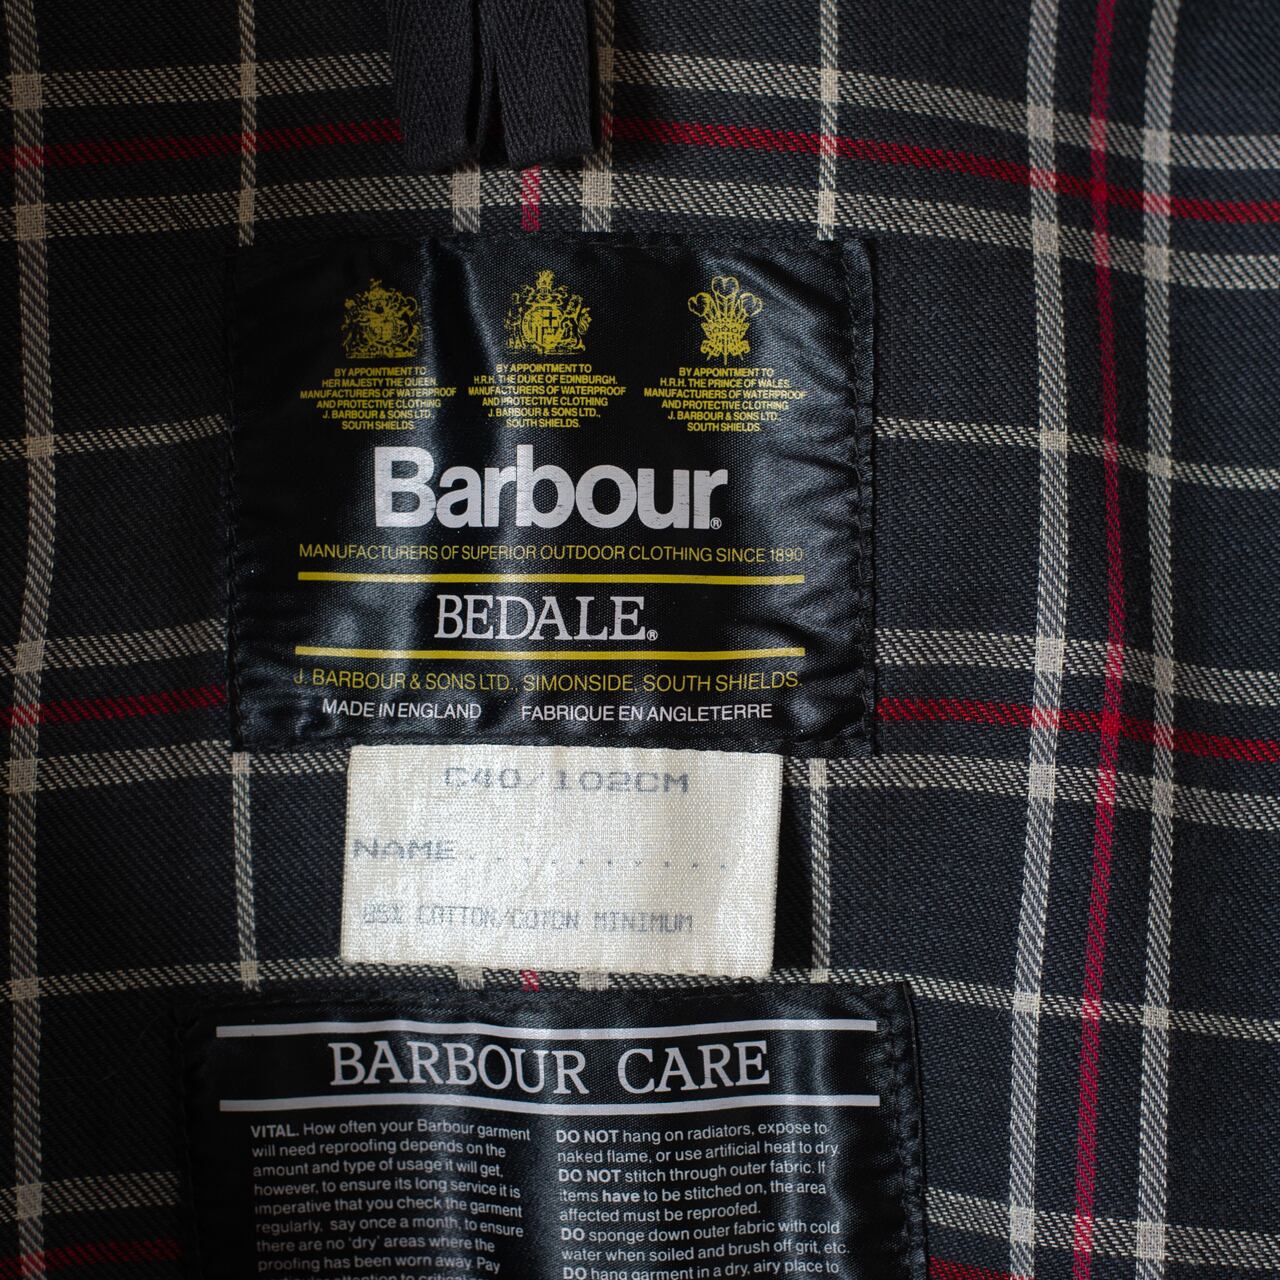 BY APPOINTMENT TO
HER MAJESTY THE QUEEN.
MANUFACTURERS OF WATERPROOF
AND PROTECTIVE CLOTHING
J. BARBOUR & SONS LTD.,
SOUTH SHIELDS.
BY APPOINTMENT TO
H.R.H. THE DUKE OF EDINBURGH.
MANUFACTURERS OF WATERPROOF
AND PROTECTIVE CLOTHING
J. BARBOUR & SONS LTD.,
SOUTH SHIELDS.
BY APPOINTMENT TO
H.R.H. THE PRINCE OF WALES.
MANUFACTURERS OF WATERPROOF
AND PROTECTIVE CLOTHING
J. BARBOUR & SONS LTD.
SOUTH SHIELDS.
Barbour®
MANUFACTURERS OF SUPERIOR OUTDOOR CLOTHING SINCE 1890
BEDALE®
J. BARBOUR & SONS LTD., SIMONSIDE, SOUTH SHIELDS.
MADE IN ENGLAND FABRIQUE EN ANGLETERRE
C40/102CM
NAME..........
COTTON/COTON MINIMUM
BARBOUR CARE
VITAL. How often your Barbour garment
will need reproofing depends on the
amount and type of usage it will get,
however, to ensure its long service it is
imperative that you check the garment
regularly, say once a month, to ensure
there are no 'dry' areas where the
proofing has been worn away. Pay
DO NOT hang on radiators, expose to
naked flame, or use artificial heat to dry.
DO NOT stitch through outer fabric. If
items have to be stitched on, the area
affected must be reproofed.
DO sponge down outer fabric with cold
water when soiled and brush off grit, etc.
DO hang garment in a dry, airy place to